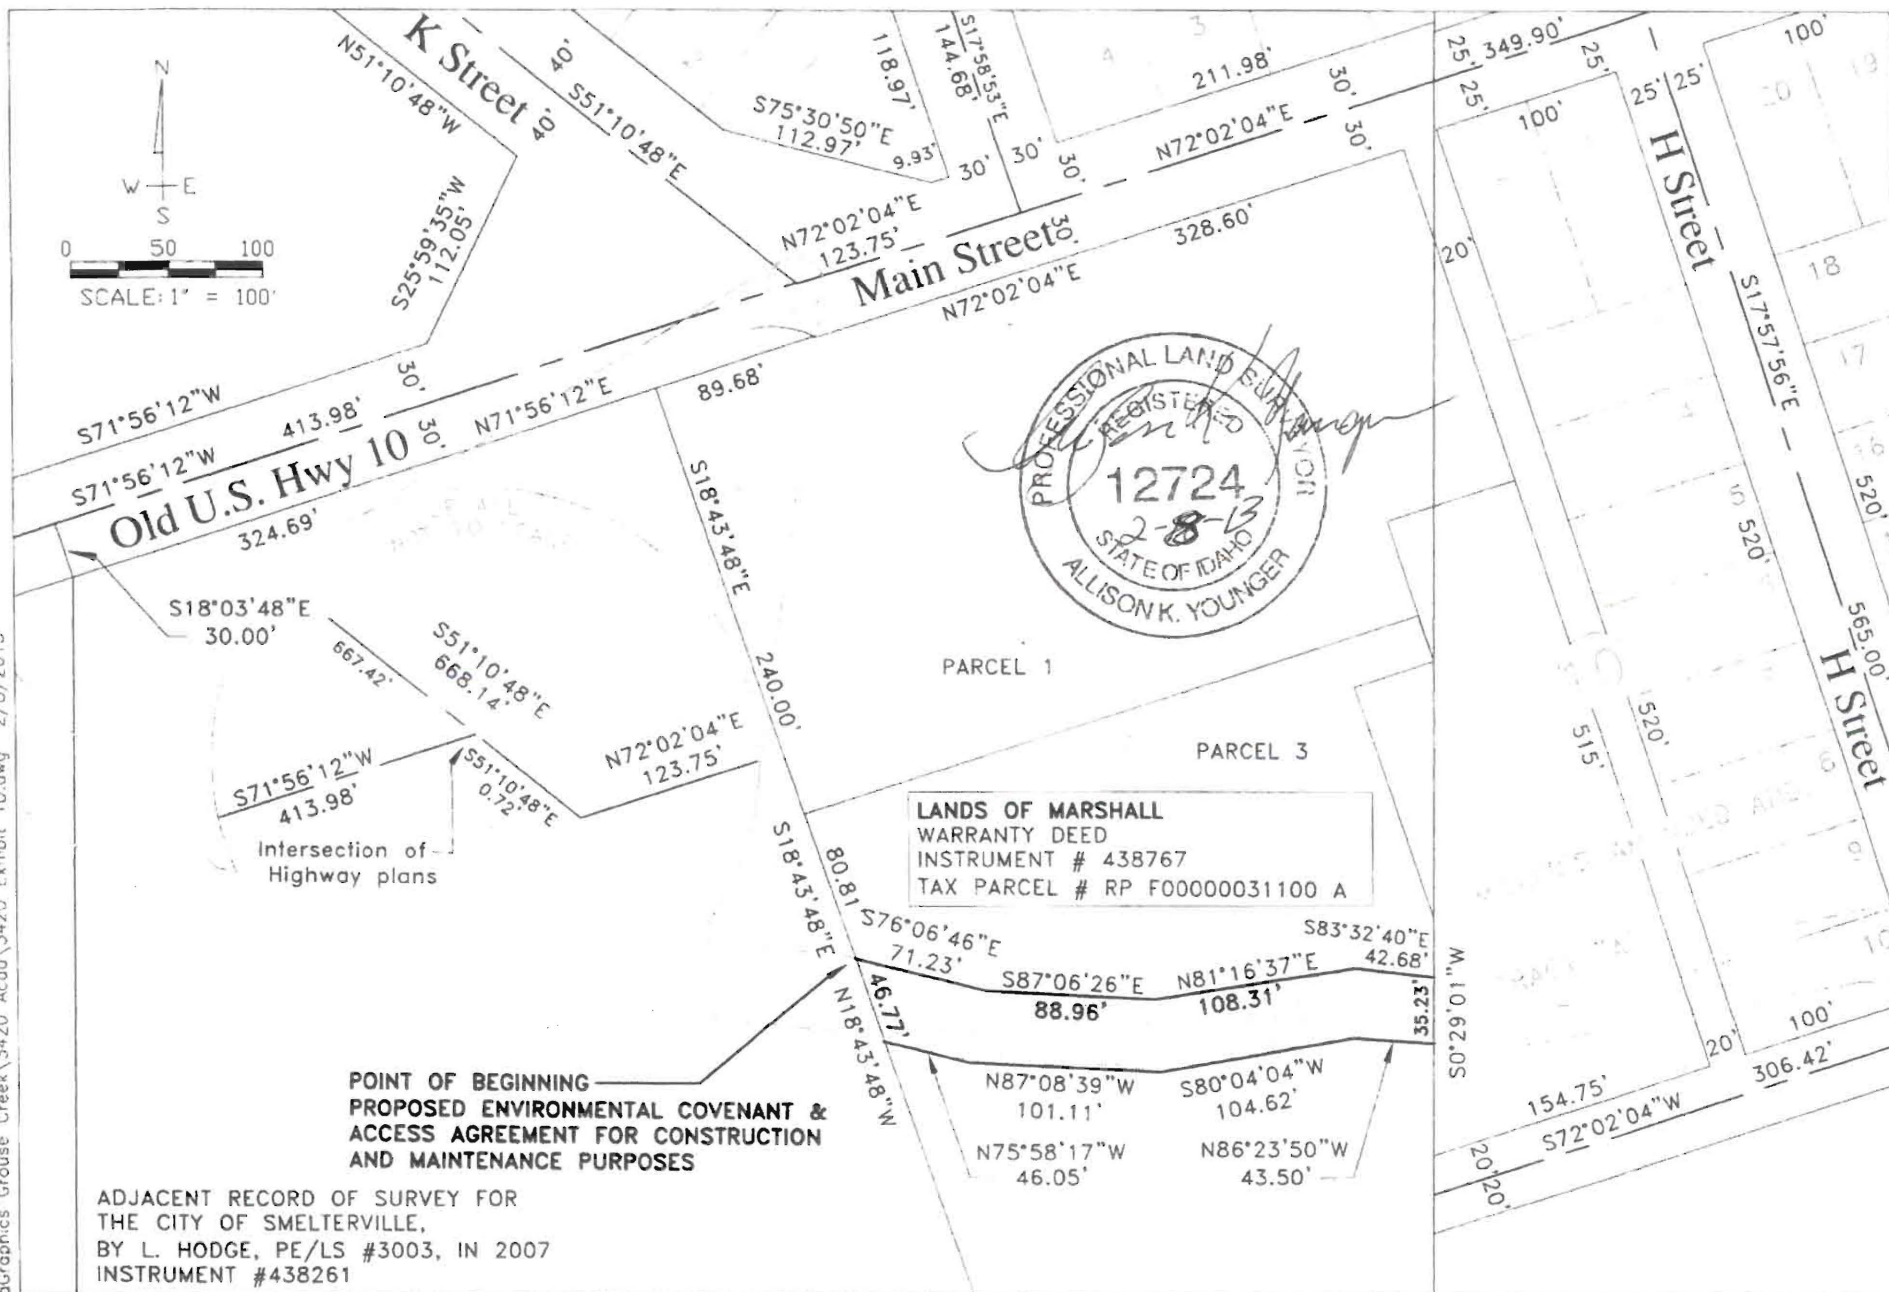 N
W E
S
0 50 100
SCALE: 1" = 100'
K Street
N51°10'48"W
40'
40'
S51°10'48"E
S75°30'50"E
112.97'
118.97'
9.93'
S17°58'53"E
144.68'
4
3
211.98'
30'
30'
30'
30'
30'
30'
N72°02'04"E
349.90'
25'
25'
25'
25'
25'
100'
100'
20
19
18
17
16
H Street
S17°57'56"E
565.00'
520'
520'
520'
515'
H Street
20'
S25°59'35"W
112.05'
N72°02'04"E
123.75'
Main Street
30'
328.60'
N72°02'04"E
S71°56'12"W
30'
S71°56'12"W
413.98'
30'
N71°56'12"E
89.68'
Old U.S. Hwy 10
324.69'
S18°03'48"E
30.00'
S18°43'48"E
240.00'
PROFESSIONAL LAND SURVEYOR
REGISTERED
12724
2-8-13
STATE OF IDAHO
ALLISON K. YOUNGER
PARCEL 1
PARCEL 3
667.42'
S51°10'48"E
668.14'
S71°56'12"W
413.98'
S51°10'48"E
0.72'
N72°02'04"E
123.75'
Intersection of
Highway plans
LANDS OF MARSHALL
WARRANTY DEED
INSTRUMENT # 438767
TAX PARCEL # RP F00000031100 A
S18°43'48"E
80.81'
S76°06'46"E
71.23'
S87°06'26"E
88.96'
N81°16'37"E
108.31'
S83°32'40"E
42.68'
35.23'
S0°29'01"W
46.77'
N18°43'48"W
N87°08'39"W
101.11'
S80°04'04"W
104.62'
N75°58'17"W
46.05'
N86°23'50"W
43.50'
POINT OF BEGINNING
PROPOSED ENVIRONMENTAL COVENANT &
ACCESS AGREEMENT FOR CONSTRUCTION
AND MAINTENANCE PURPOSES
ADJACENT RECORD OF SURVEY FOR
THE CITY OF SMELTERVILLE,
BY L. HODGE, PE/LS #3003, IN 2007
INSTRUMENT #438261
154.75'
S72°02'04"W
306.42'
100'
20'
20'
20'
10